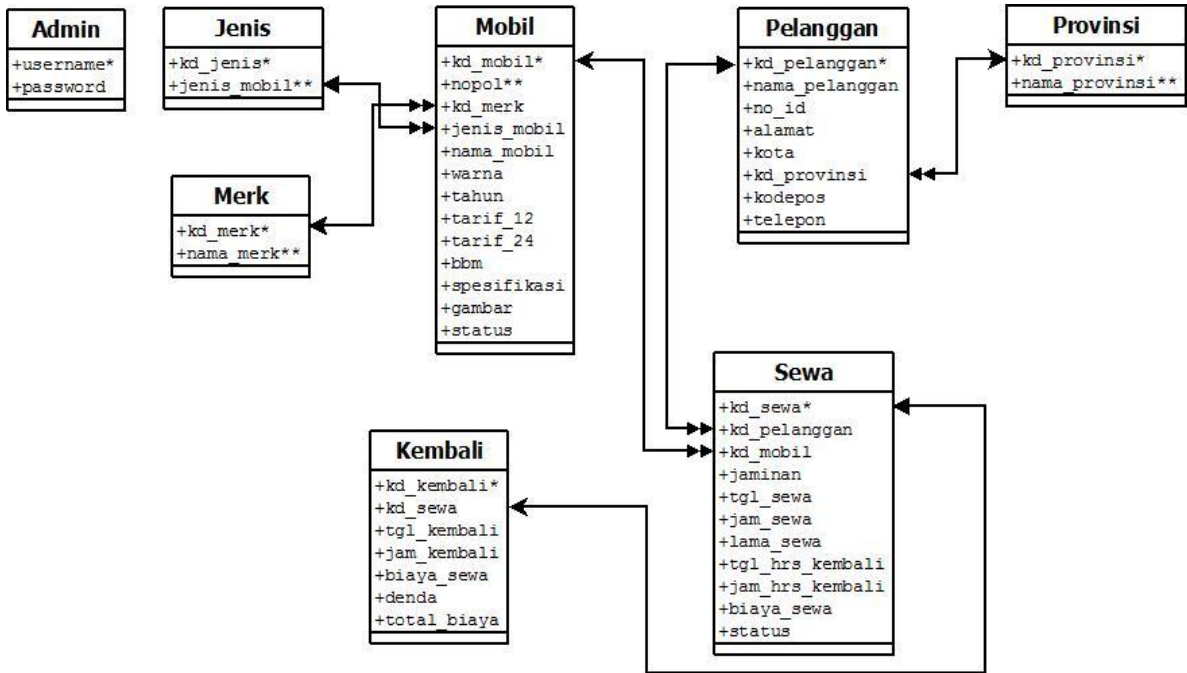 Admin
+username*
+password
Jenis
+kd_jenis*
+jenis_mobil**
Merk
+kd_merk*
+nama_merk**
Mobil
+kd_mobil*
+nopol**
+kd_merk
+jenis_mobil
+nama_mobil
+warna
+tahun
+tarif_12
+tarif_24
+bbm
+spesifikasi
+gambar
+status
Pelanggan
+kd_pelanggan*
+nama_pelanggan
+no_id
+alamat
+kota
+kd_provinsi
+kodepos
+telepon
Provinsi
+kd_provinsi*
+nama_provinsi**
Kembali
+kd_kembali*
+kd_sewa
+tgl_kembali
+jam_kembali
+biaya_sewa
+denda
+total_biaya
Sewa
+kd_sewa*
+kd_pelanggan
+kd_mobil
+jaminan
+tgl_sewa
+jam_sewa
+lama_sewa
+tgl_hrs_kembali
+jam_hrs_kembali
+biaya_sewa
+status